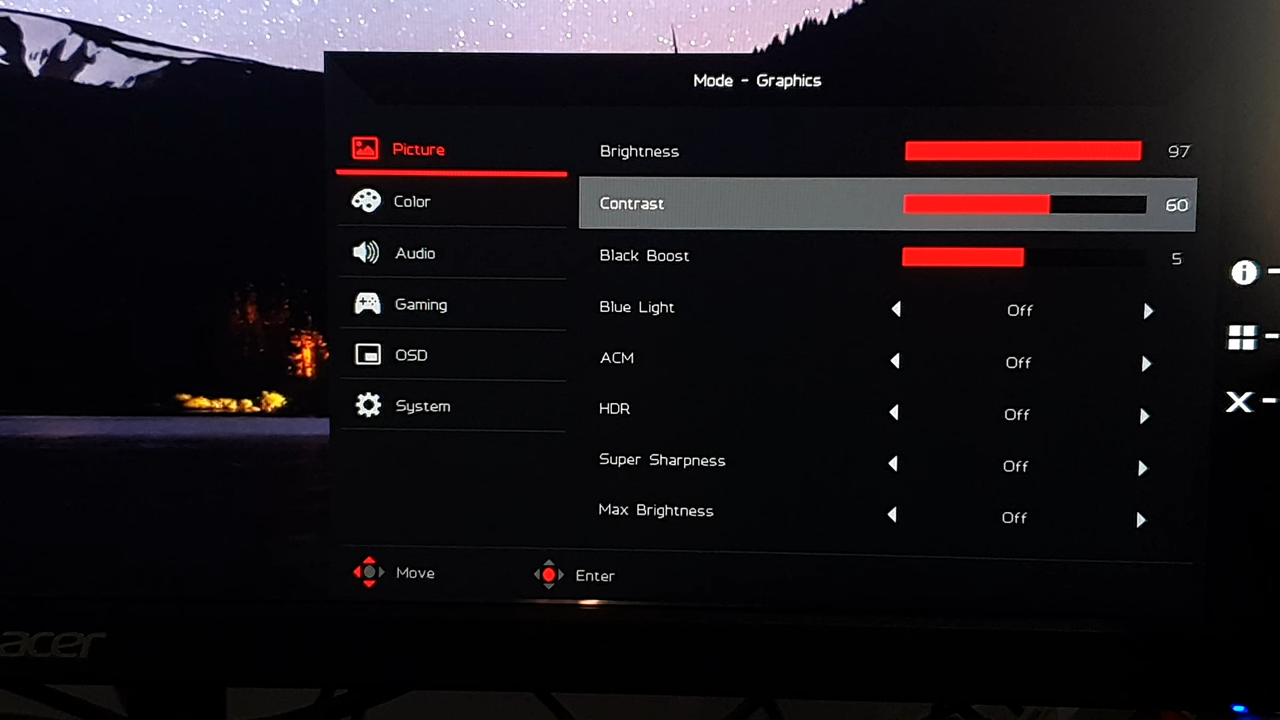 Mode - Graphics
Picture
Color
Audio
Gaming
OSD
System
Brightness 97
Contrast 60
Black Boost 5
Blue Light Off
ACM Off
HDR Off
Super Sharpness Off
Max Brightness Off
Move Enter
acer